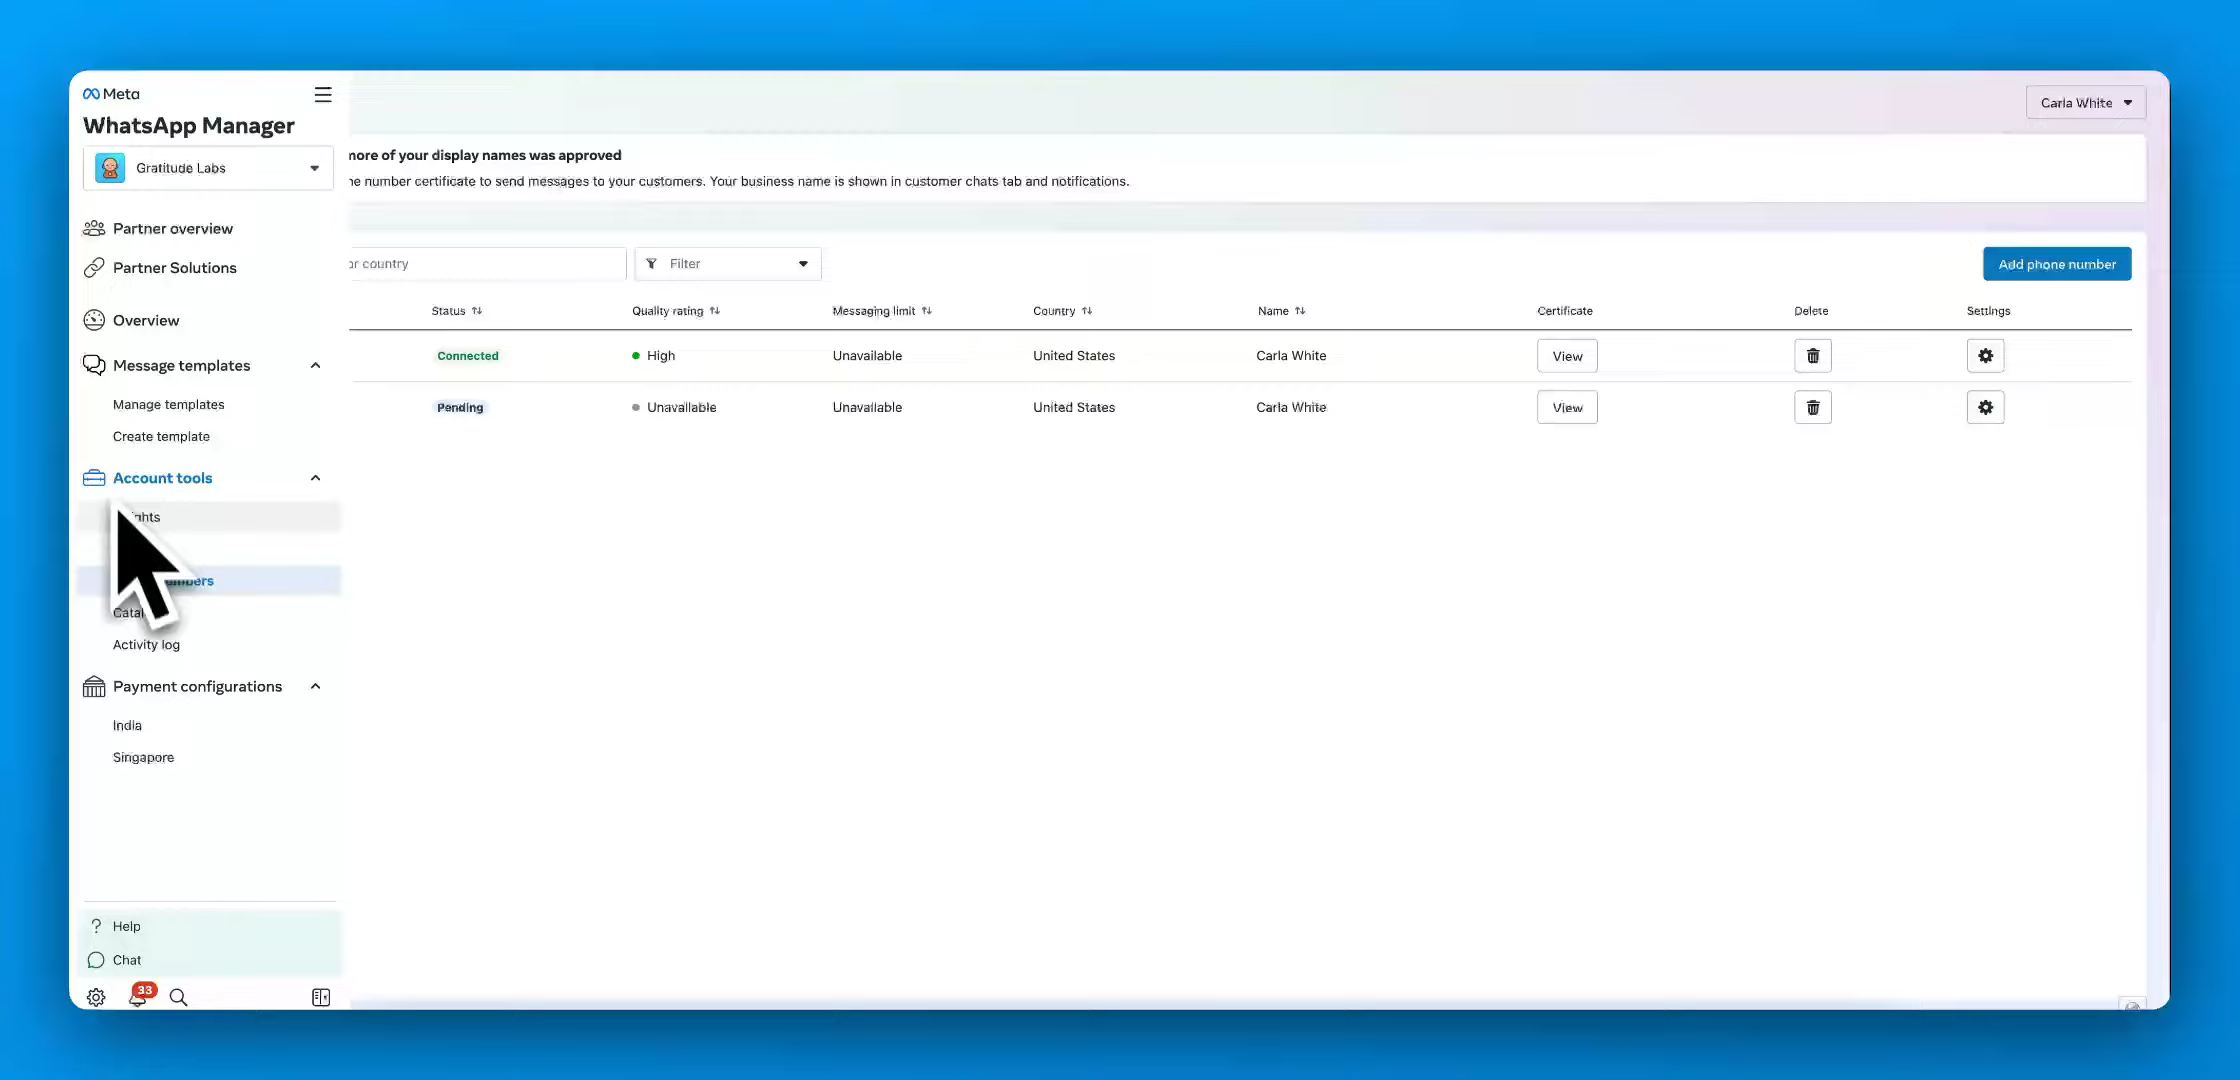 Meta
WhatsApp Manager
Gratitude Labs
Partner overview
Partner Solutions
Overview
Message templates
Manage templates
Create template
Account tools
Activity log
Payment configurations
India
Singapore
Help
Chat
33
Carla White
more of your display names was approved
number certificate to send messages to your customers. Your business name is shown in customer chats tab and notifications.
or country
Filter
Add phone number
Status Quality rating Messaging limit Country Name Certificate Delete Settings
Connected High Unavailable United States Carla White View
Pending Unavailable Unavailable United States Carla White View